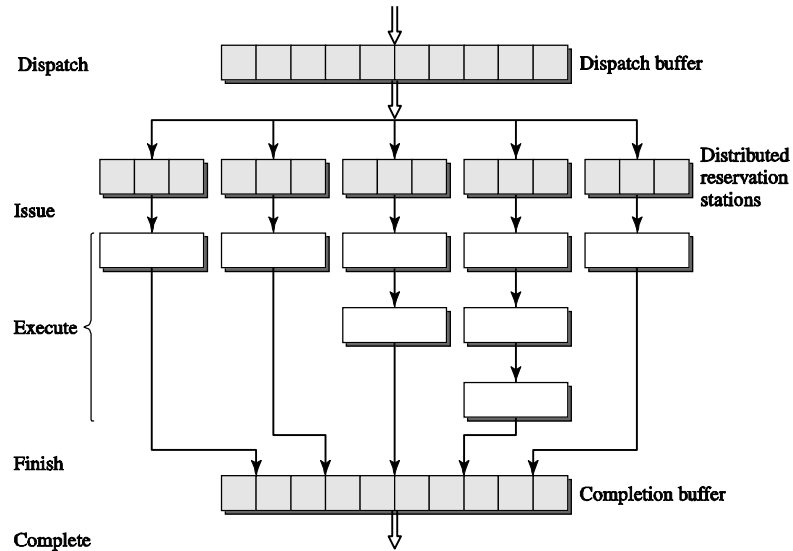 Dispatch
Dispatch buffer
Distributed
reservation
stations
Issue
Execute
Finish
Completion buffer
Complete